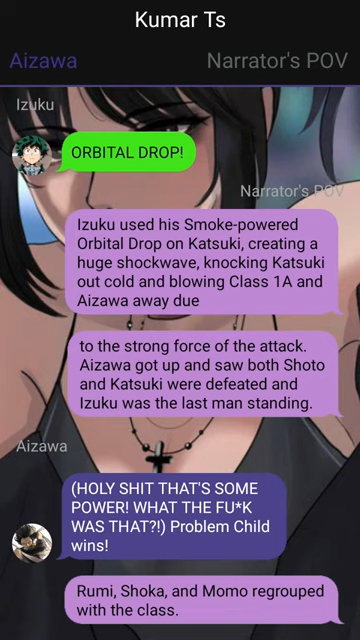 Kumar Ts
Aizawa
Narrator's POV
Izuku
ORBITAL DROP!
Narrator's POV
Izuku used his Smoke-powered
Orbital Drop on Katsuki, creating a
huge shockwave, knocking Katsuki
out cold and blowing Class 1A and
Aizawa away due
to the strong force of the attack.
Aizawa got up and saw both Shoto
and Katsuki were defeated and
Izuku was the last man standing.
Aizawa
(HOLY SHIT THAT'S SOME
POWER! WHAT THE FU*K
WAS THAT?!) Problem Child
wins!
Rumi, Shoka, and Momo regrouped
with the class.